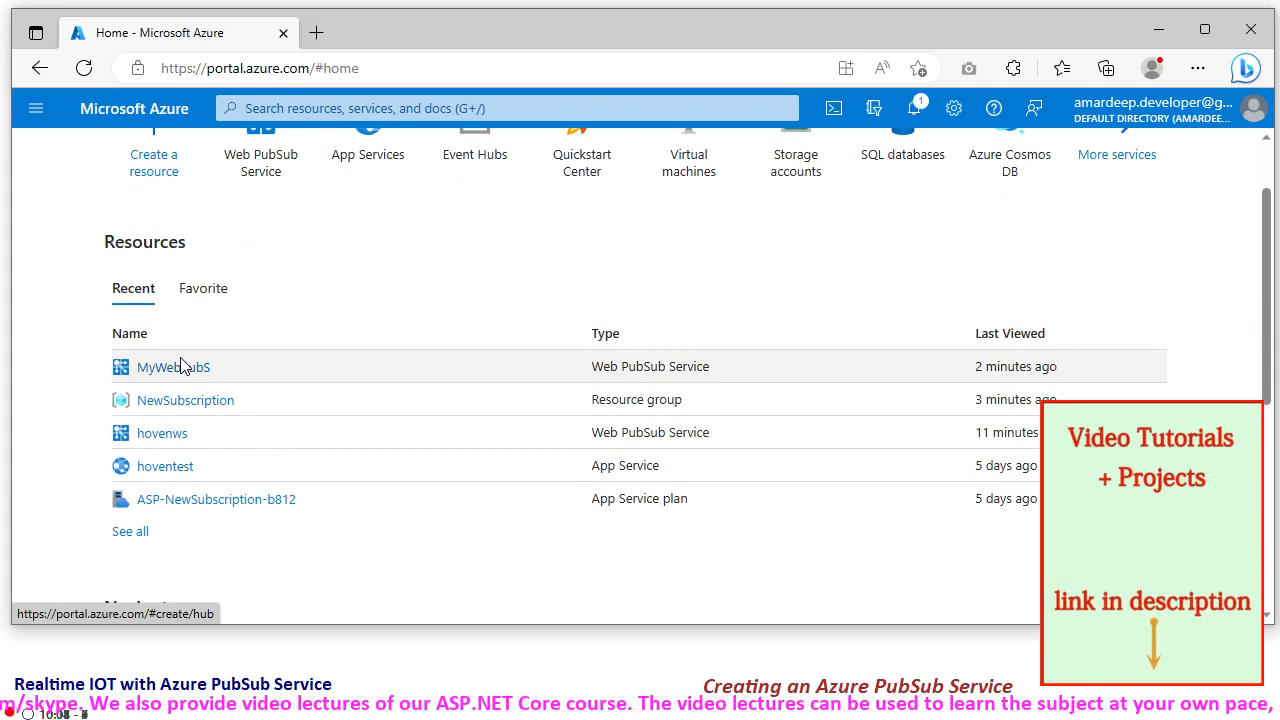 Home - Microsoft Azure
https://portal.azure.com/#home
Microsoft Azure
Search resources, services, and docs (G+/)
1
amardeep.developer@g...
DEFAULT DIRECTORY (AMARDEE...
Create a resource
Web PubSub Service
App Services
Event Hubs
Quickstart Center
Virtual machines
Storage accounts
SQL databases
Azure Cosmos DB
More services
Resources
Recent
Favorite
Name
Type
Last Viewed
MyWebPubS
Web PubSub Service
2 minutes ago
NewSubscription
Resource group
3 minutes ago
hovenws
Web PubSub Service
11 minutes
hoventest
App Service
5 days ago
ASP-NewSubscription-b812
App Service plan
5 days ago
See all
https://portal.azure.com/#create/hub
Video Tutorials
+ Projects
link in description
Realtime IOT with Azure PubSub Service
Creating an Azure PubSub Service
m/skype. We also provide video lectures of our ASP.NET Core course. The video lectures can be used to learn the subject at your own pace,